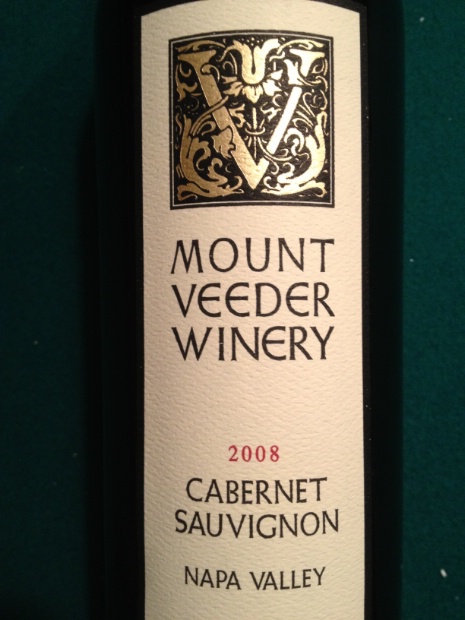 V
MOUNT
VEEDER
WINERY
2008
CABERNET
SAUVIGNON
NAPA VALLEY